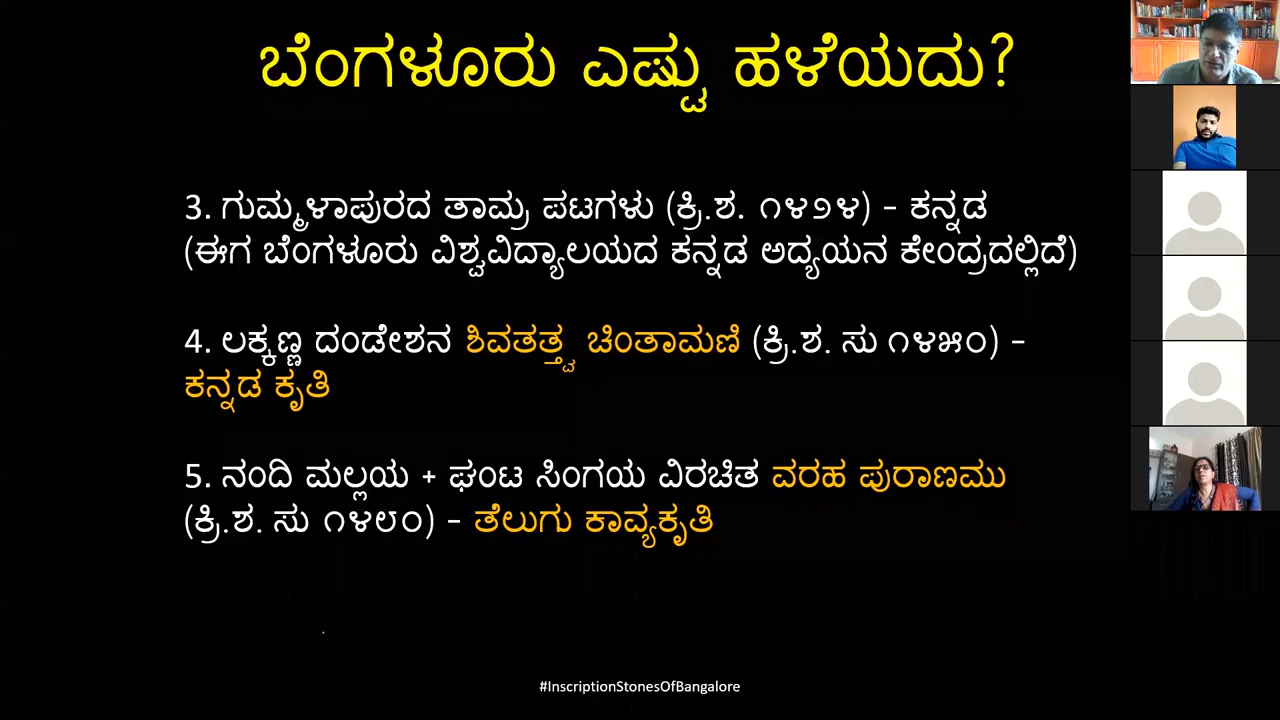 ಬೆಂಗಳೂರು ಎಷ್ಟು ಹಳೆಯದು?
3. ಗುಮ್ಮಳಾಪುರದ ತಾಮ್ರ ಪಟಗಳು (ಕ್ರಿ.ಶ. ೧೪೨೪) – ಕನ್ನಡ
(ಈಗ ಬೆಂಗಳೂರು ವಿಶ್ವವಿದ್ಯಾಲಯದ ಕನ್ನಡ ಅಧ್ಯಯನ ಕೇಂದ್ರದಲ್ಲಿದೆ)
4. ಲಕ್ಕಣ್ಣ ದಂಡೇಶನ ಶಿವತತ್ತ್ವ ಚಿಂತಾಮಣಿ (ಕ್ರಿ.ಶ. ಸು ೧೪೫೦) –
ಕನ್ನಡ ಕೃತಿ
5. ನಂದಿ ಮಲ್ಲಯ + ಘಂಟ ಸಿಂಗಯ ವಿರಚಿತ ವರಹ ಪುರಾಣಮು
(ಕ್ರಿ.ಶ. ಸು ೧೪೮೦) – ತೆಲುಗು ಕಾವ್ಯಕೃತಿ
#InscriptionStonesOfBangalore